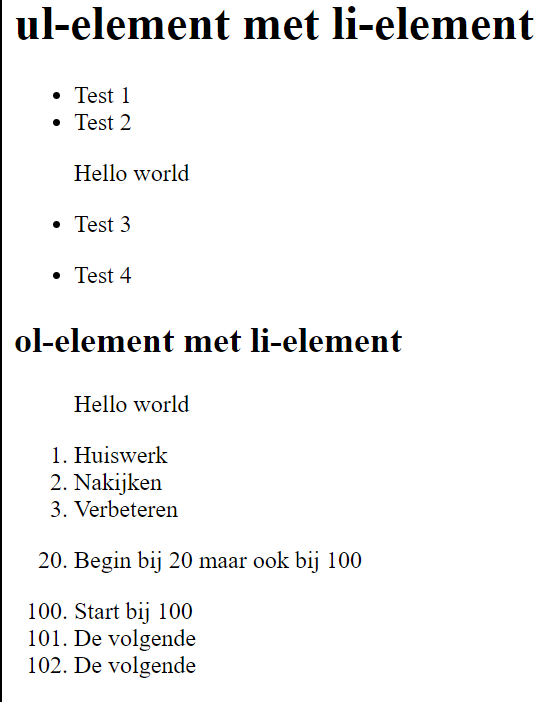 ul-element met li-element
• Test 1
• Test 2
Hello world
• Test 3
• Test 4
ol-element met li-element
Hello world
1. Huiswerk
2. Nakijken
3. Verbeteren
20. Begin bij 20 maar ook bij 100
100. Start bij 100
101. De volgende
102. De volgende